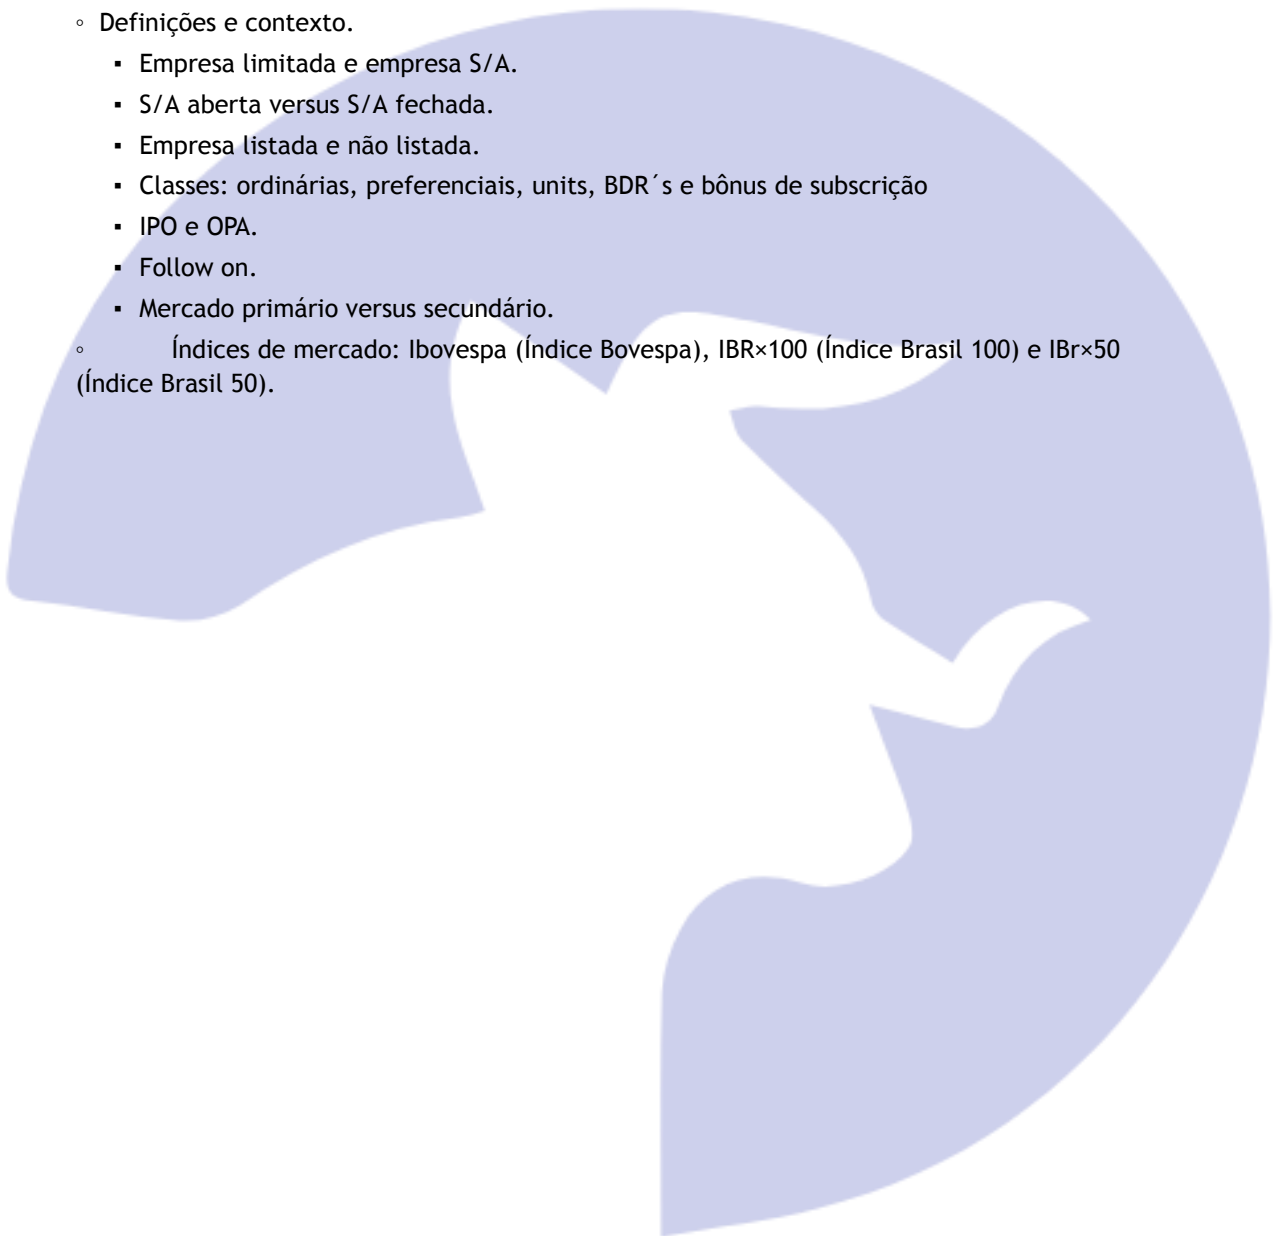 ◦ Definições e contexto.
▪ Empresa limitada e empresa S/A.
▪ S/A aberta versus S/A fechada.
▪ Empresa listada e não listada.
▪ Classes: ordinárias, preferenciais, units, BDR´s e bônus de subscrição
▪ IPO e OPA.
▪ Follow on.
▪ Mercado primário versus secundário.
◦ Índices de mercado: Ibovespa (Índice Bovespa), IBR×100 (Índice Brasil 100) e IBr×50
(Índice Brasil 50).